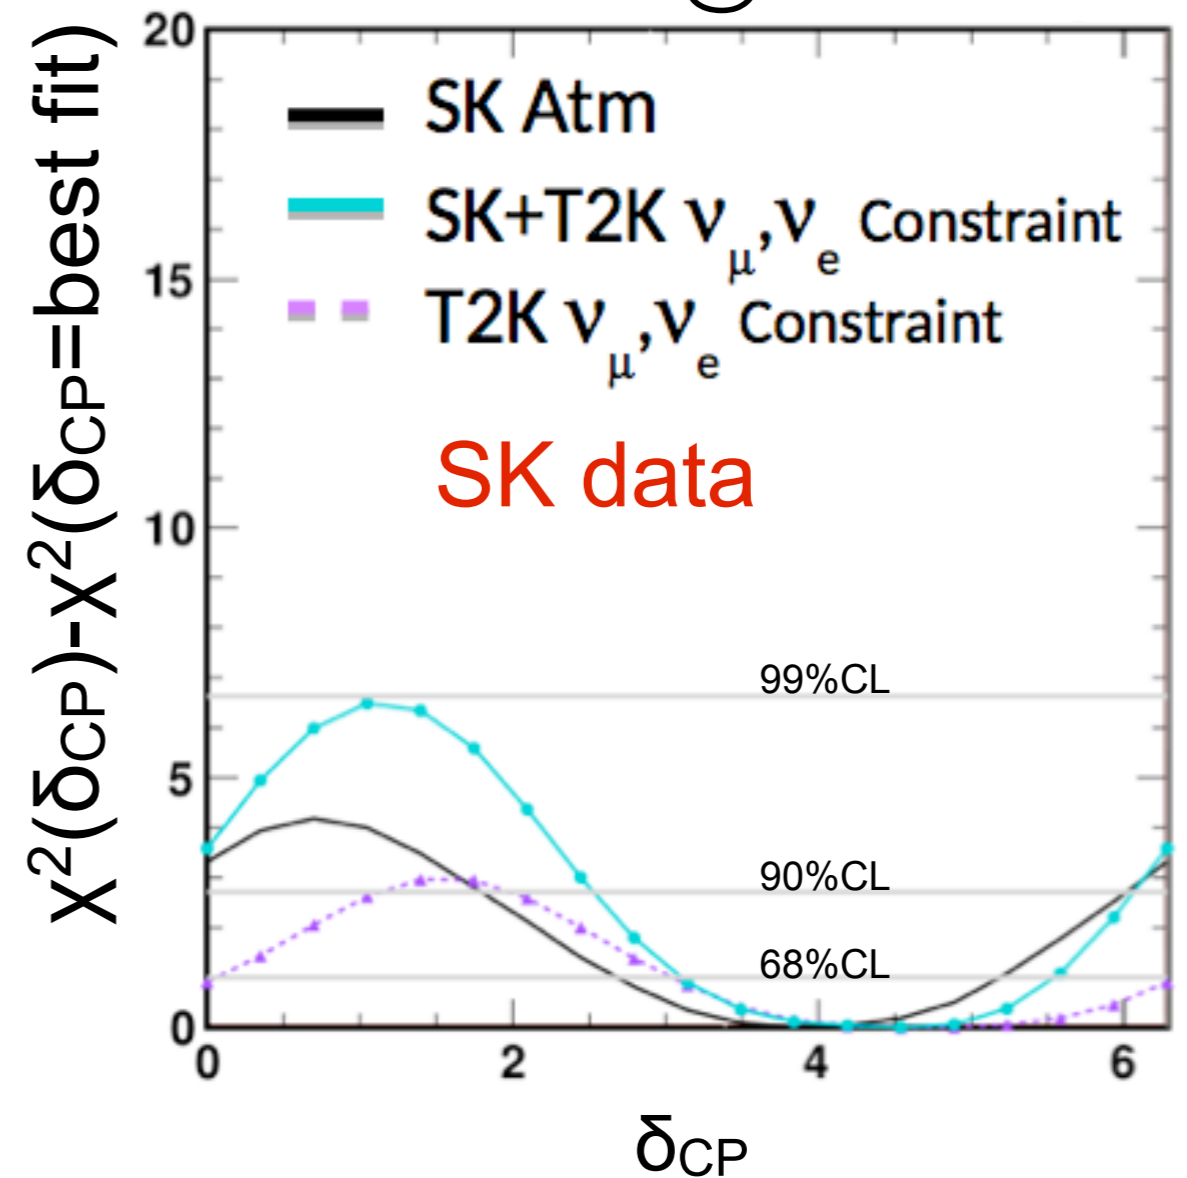 χ²(δCP)-χ²(δCP=best fit)
20
15
10
5
0
SK Atm
SK+T2K νμ,νe Constraint
T2K νμ,νe Constraint
SK data
99%CL
90%CL
68%CL
0 2 4 6
δCP